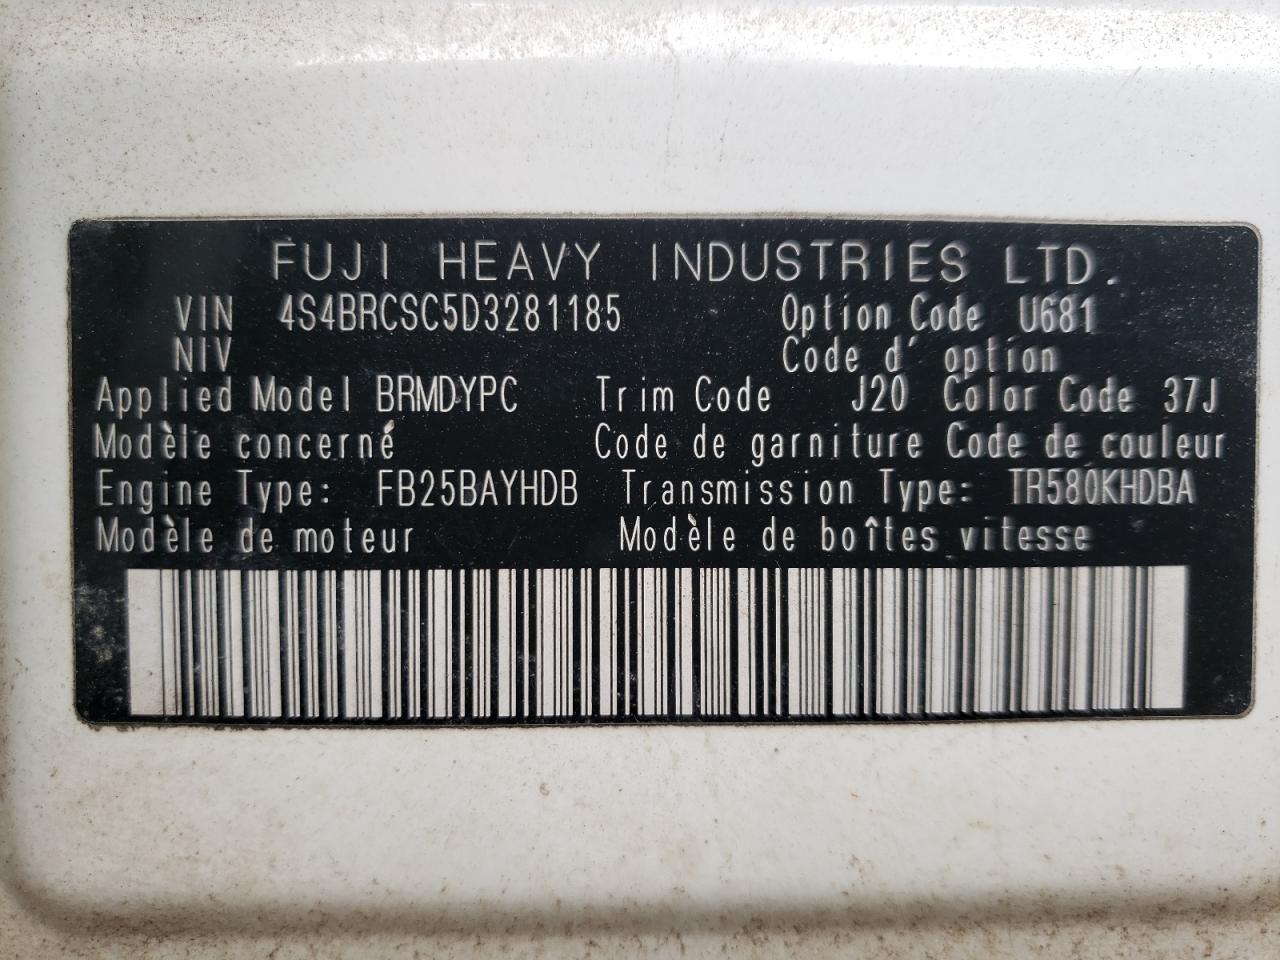 FUJI HEAVY INDUSTRIES LTD.
VIN 4S4BRCSC5D3281185 Option Code U681
NIV Code d' option
Applied Model BRMDYPC Trim Code J20 Color Code 37J
Modèle concerné Code de garniture Code de couleur
Engine Type: FB25BAYHDB Transmission Type: TR580KHDBA
Modèle de moteur Modèle de boîtes vitesse